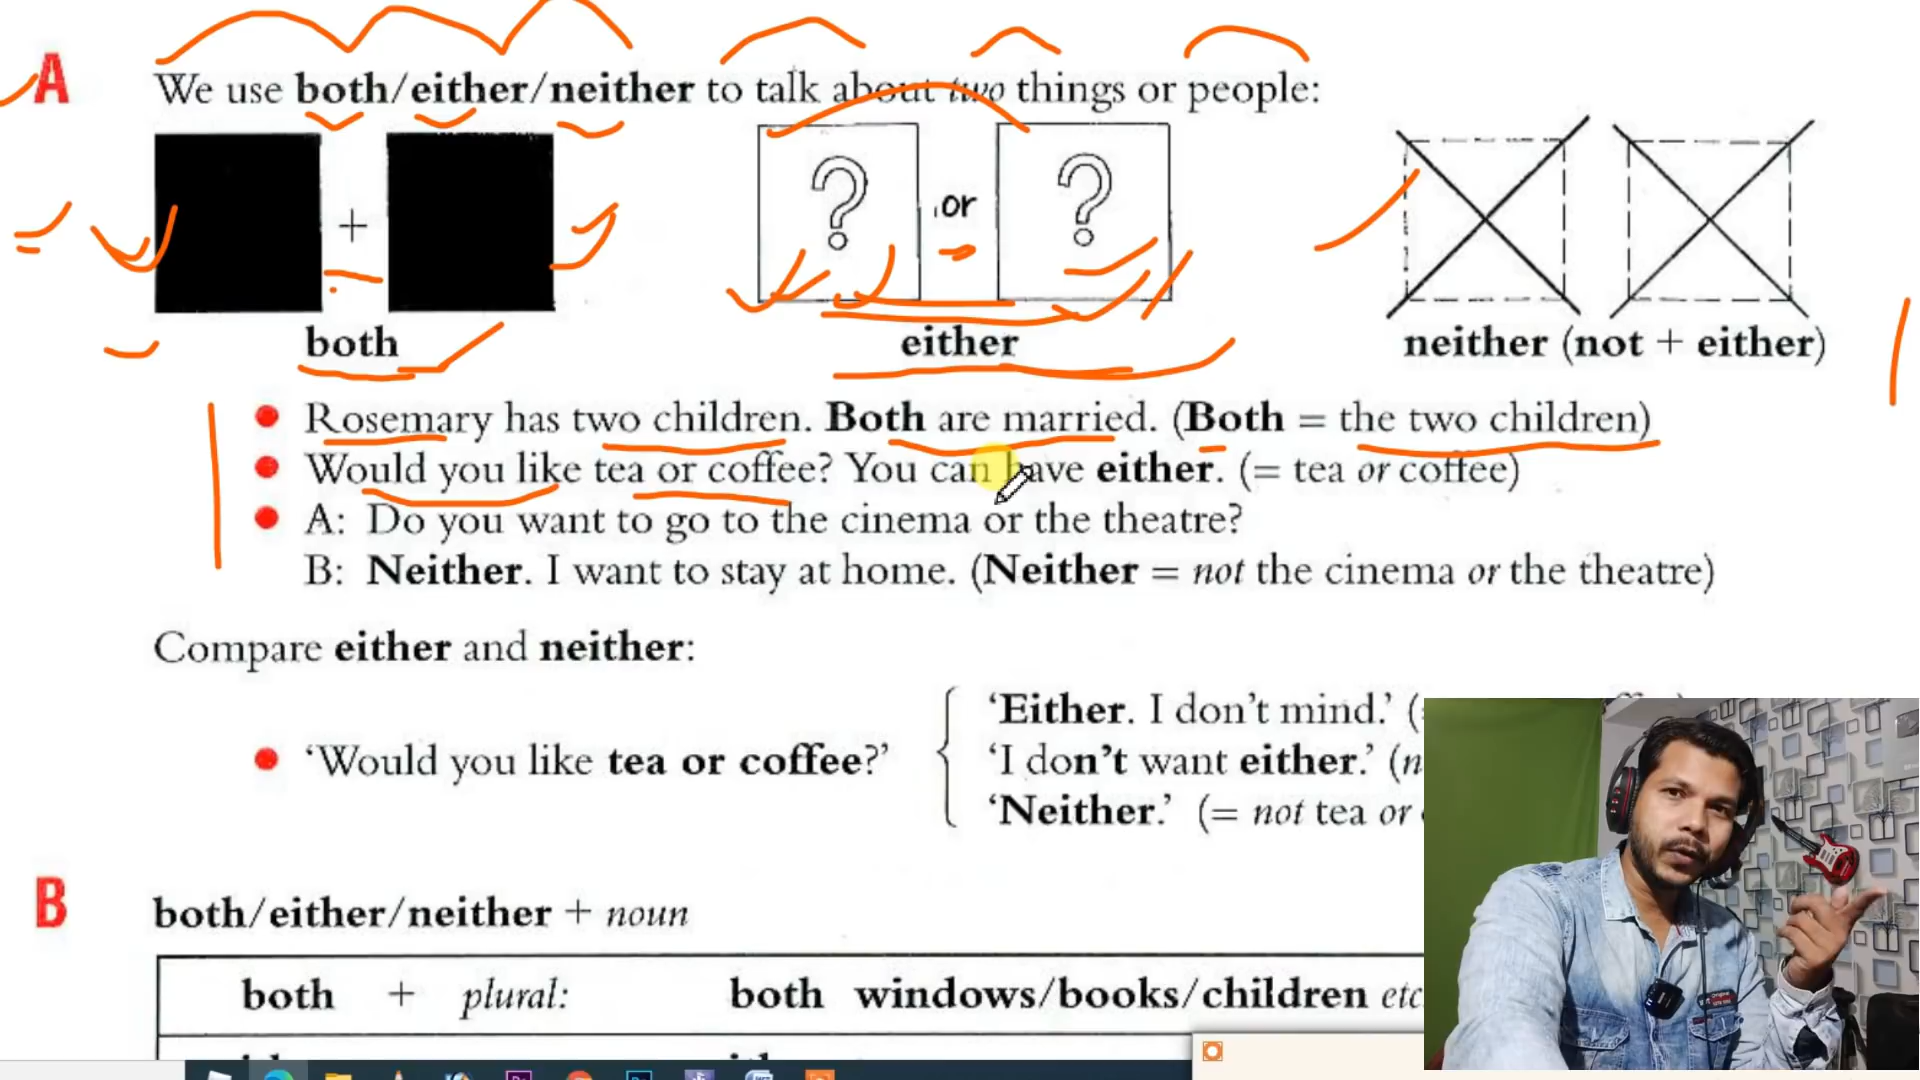 A We use both/either/neither to talk about two things or people:
+ or
both either neither (not + either)
Rosemary has two children. Both are married. (Both = the two children)
Would you like tea or coffee? You can have either. (= tea or coffee)
A: Do you want to go to the cinema or the theatre?
B: Neither. I want to stay at home. (Neither = not the cinema or the theatre)
Compare either and neither:
'Either. I don't mind.' (
'Would you like tea or coffee?' 'I don't want either.' (n
'Neither.' (= not tea or
B both/either/neither + noun
both + plural: both windows/books/children etc